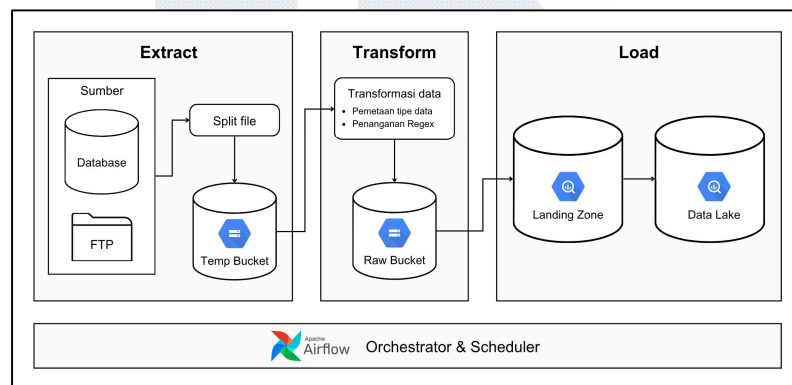 Extract
Sumber
Database
FTP
Split file
Temp Bucket
Transform
Transformasi data
• Pemetaan tipe data
• Penanganan Regex
Raw Bucket
Load
Landing Zone
Data Lake
Apache
Airflow
Orchestrator & Scheduler